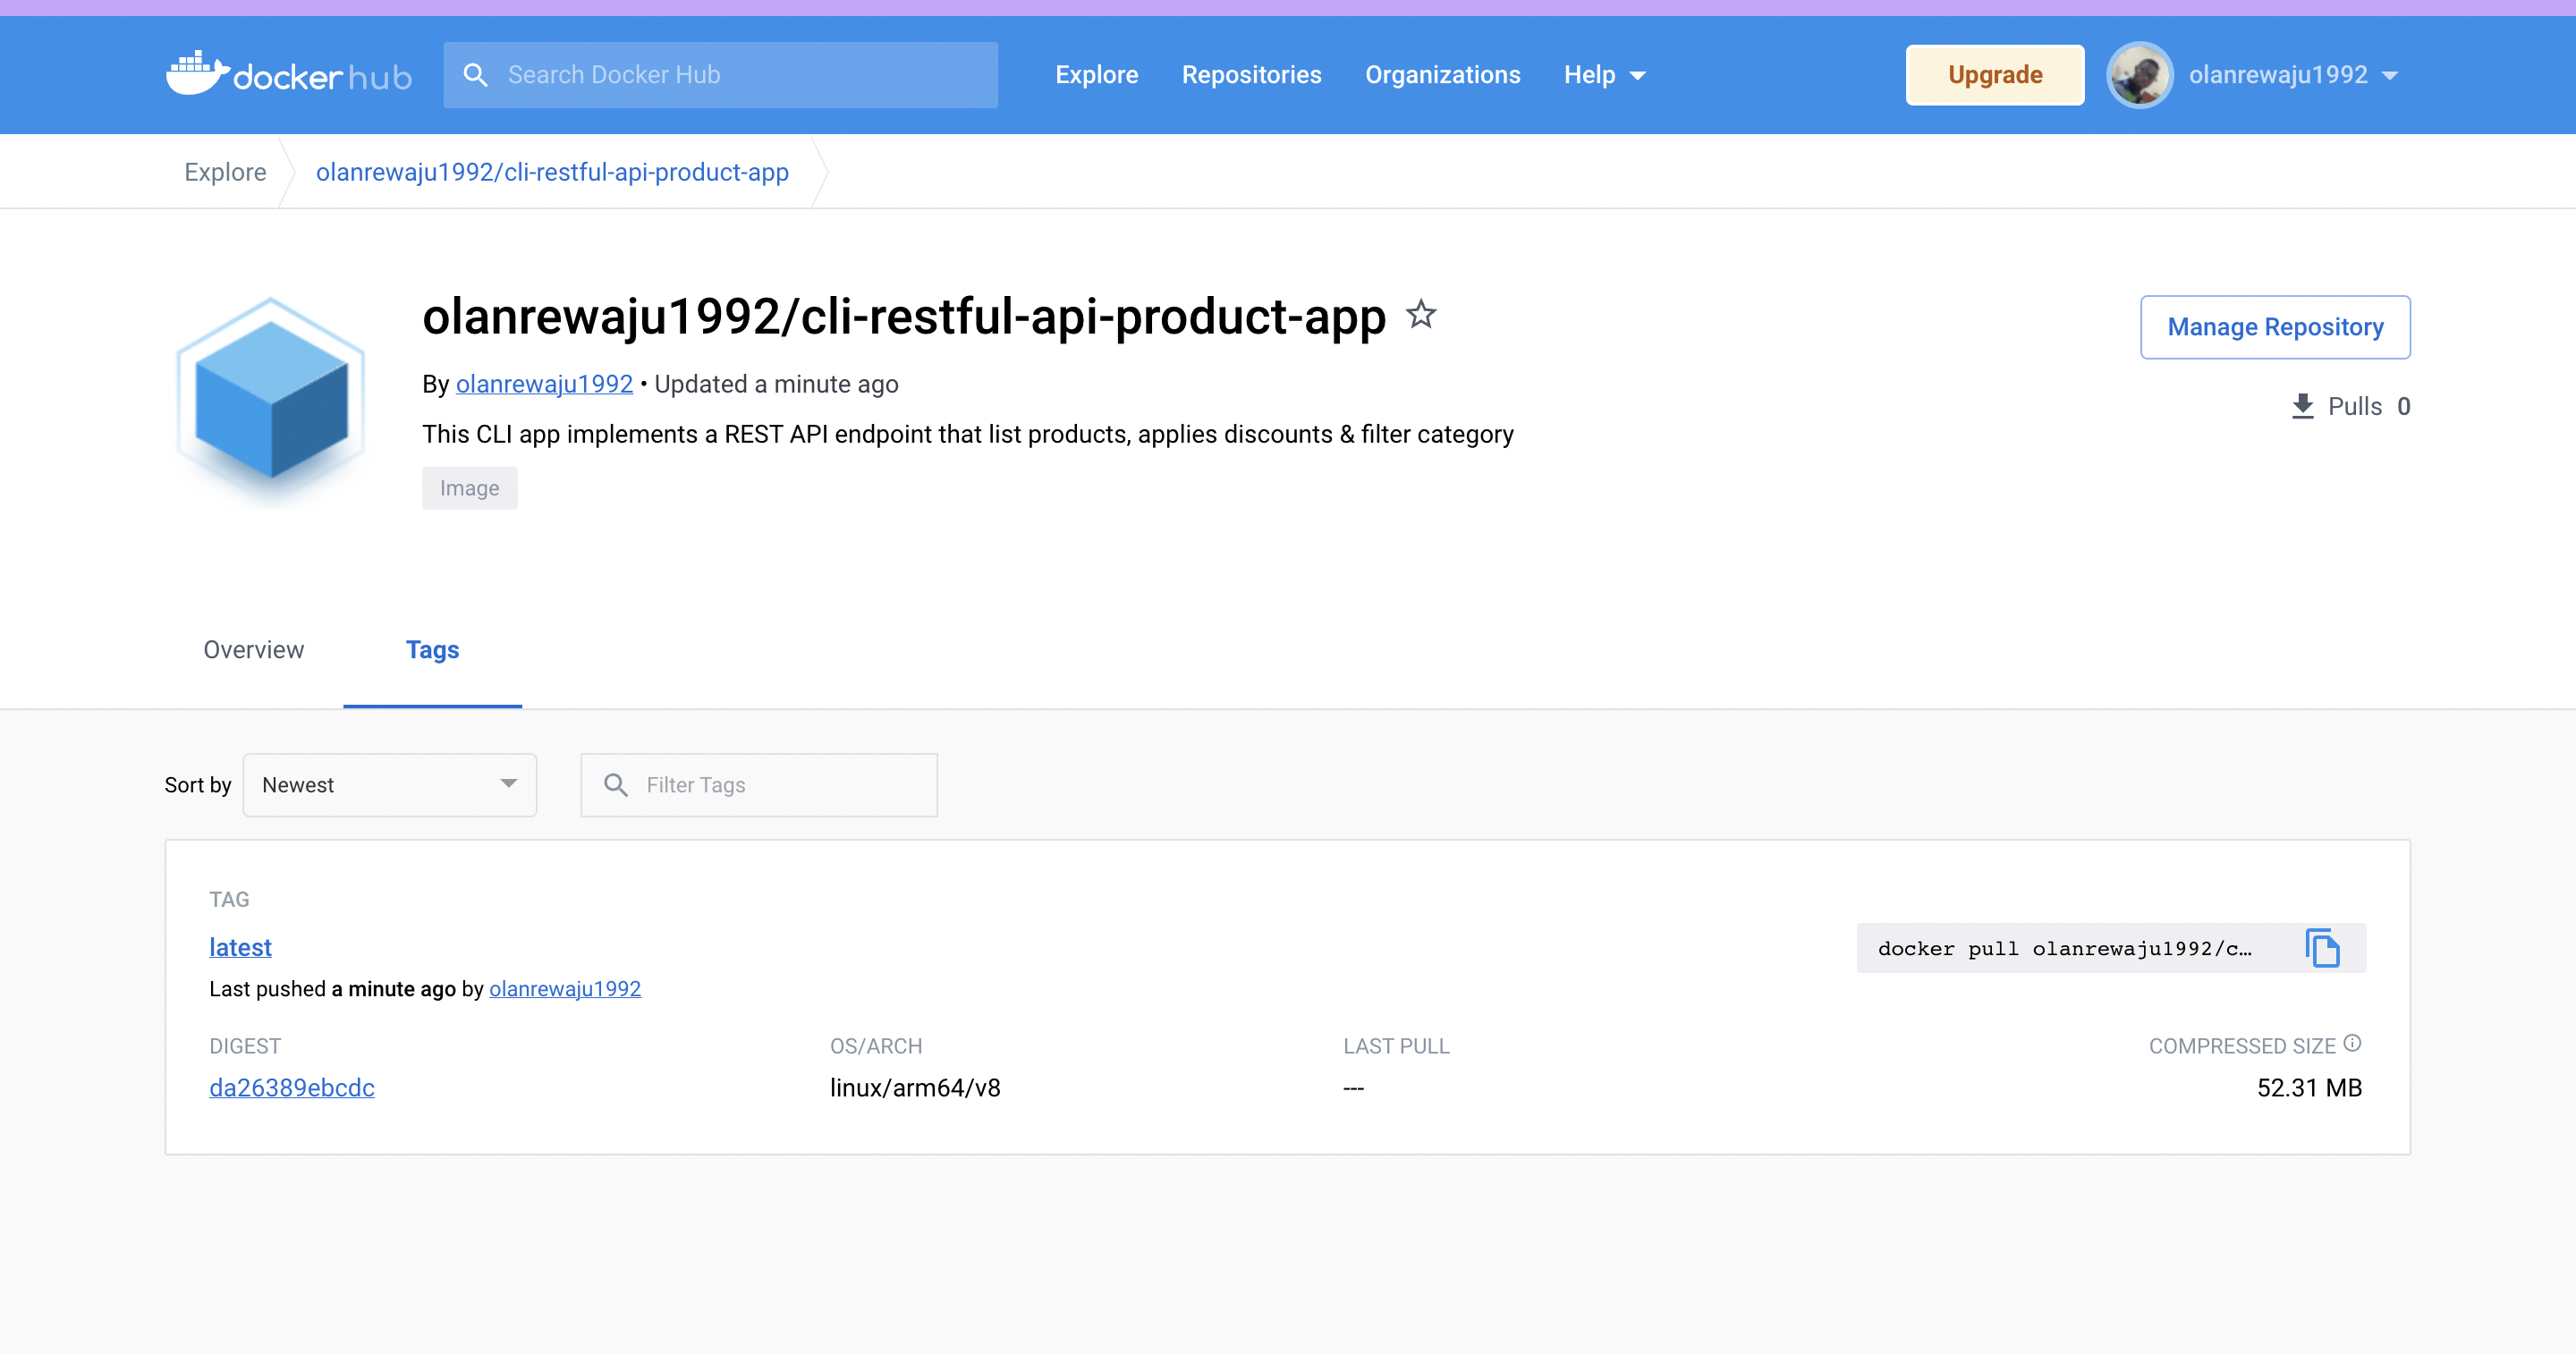 dockerhub Search Docker Hub Explore Repositories Organizations Help Upgrade olanrewaju1992
Explore olanrewaju1992/cli-restful-api-product-app
olanrewaju1992/cli-restful-api-product-app
Manage Repository
By olanrewaju1992 • Updated a minute ago
Pulls 0
This CLI app implements a REST API endpoint that list products, applies discounts & filter category
Image
Overview Tags
Sort by Newest Filter Tags
TAG
latest
docker pull olanrewaju1992/c…
Last pushed a minute ago by olanrewaju1992
DIGEST OS/ARCH LAST PULL COMPRESSED SIZE
da26389ebcdc linux/arm64/v8 --- 52.31 MB